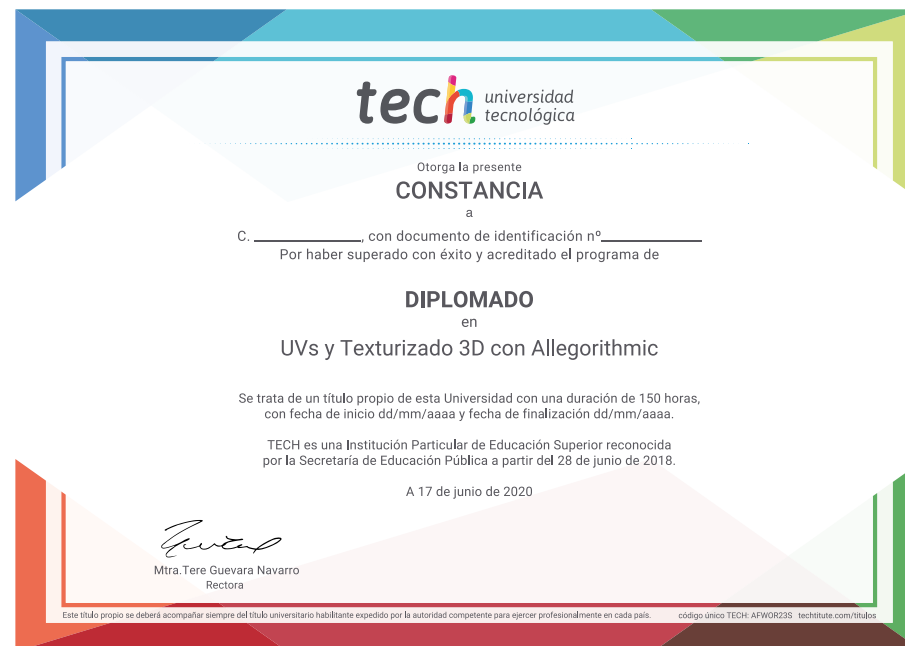 tech universidad
tecnológica
Otorga la presente
CONSTANCIA
a
C. ____________, con documento de identificación nº____________
Por haber superado con éxito y acreditado el programa de
DIPLOMADO
en
UVs y Texturizado 3D con Allegorithmic
Se trata de un título propio de esta Universidad con una duración de 150 horas,
con fecha de inicio dd/mm/aaaa y fecha de finalización dd/mm/aaaa.
TECH es una Institución Particular de Educación Superior reconocida
por la Secretaría de Educación Pública a partir del 28 de junio de 2018.
A 17 de junio de 2020
Mtra.Tere Guevara Navarro
Rectora
Este título propio se deberá acompañar siempre del título universitario habilitante expedido por la autoridad competente para ejercer profesionalmente en cada país. código único TECH: AFWOR23S techtitute.com/titulos